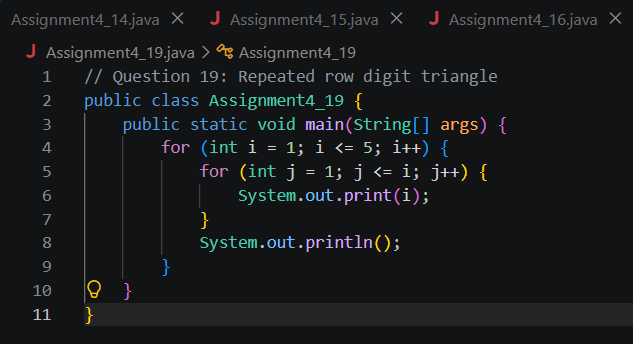 Assignment4_14.java × J Assignment4_15.java × J Assignment4_16.java ×
J Assignment4_19.java > Assignment4_19
1 // Question 19: Repeated row digit triangle
2 public class Assignment4_19 {
3     public static void main(String[] args) {
4         for (int i = 1; i <= 5; i++) {
5             for (int j = 1; j <= i; j++) {
6                 System.out.print(i);
7             }
8             System.out.println();
9         }
10     }
11 }